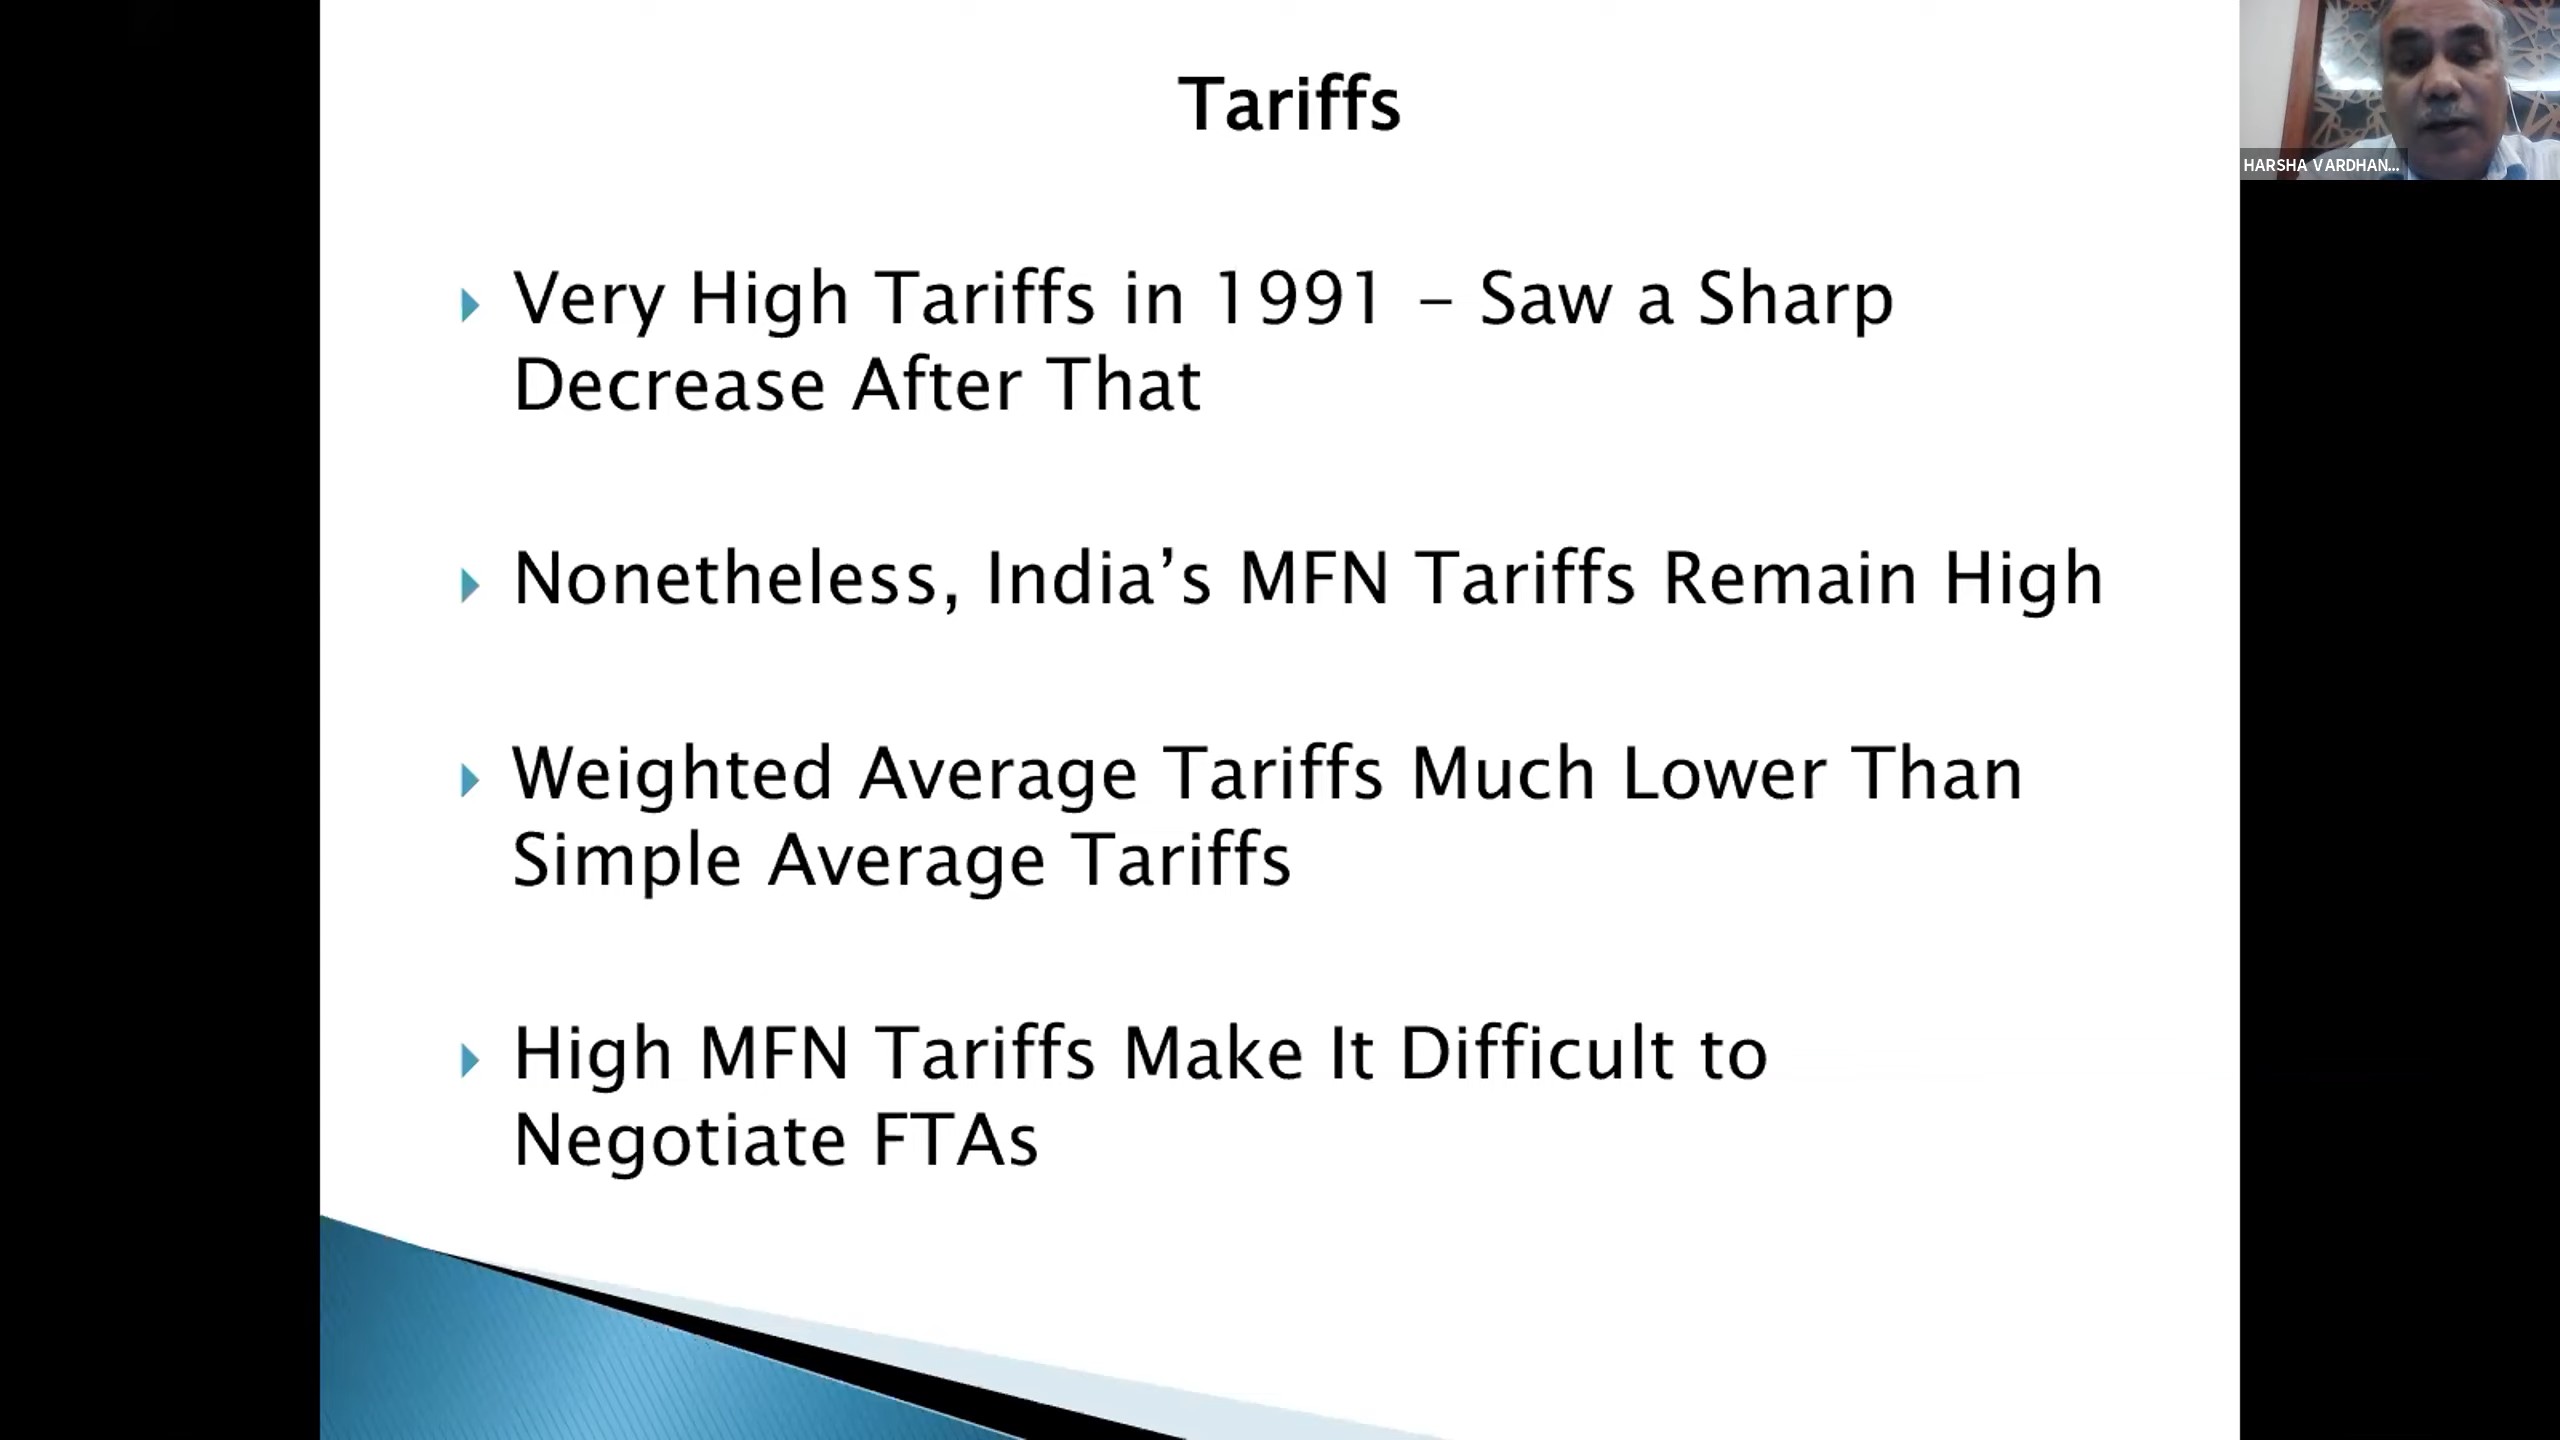 Tariffs
HARSHA VARDHAN...
Very High Tariffs in 1991 – Saw a Sharp
Decrease After That
Nonetheless, India’s MFN Tariffs Remain High
Weighted Average Tariffs Much Lower Than
Simple Average Tariffs
High MFN Tariffs Make It Difficult to
Negotiate FTAs